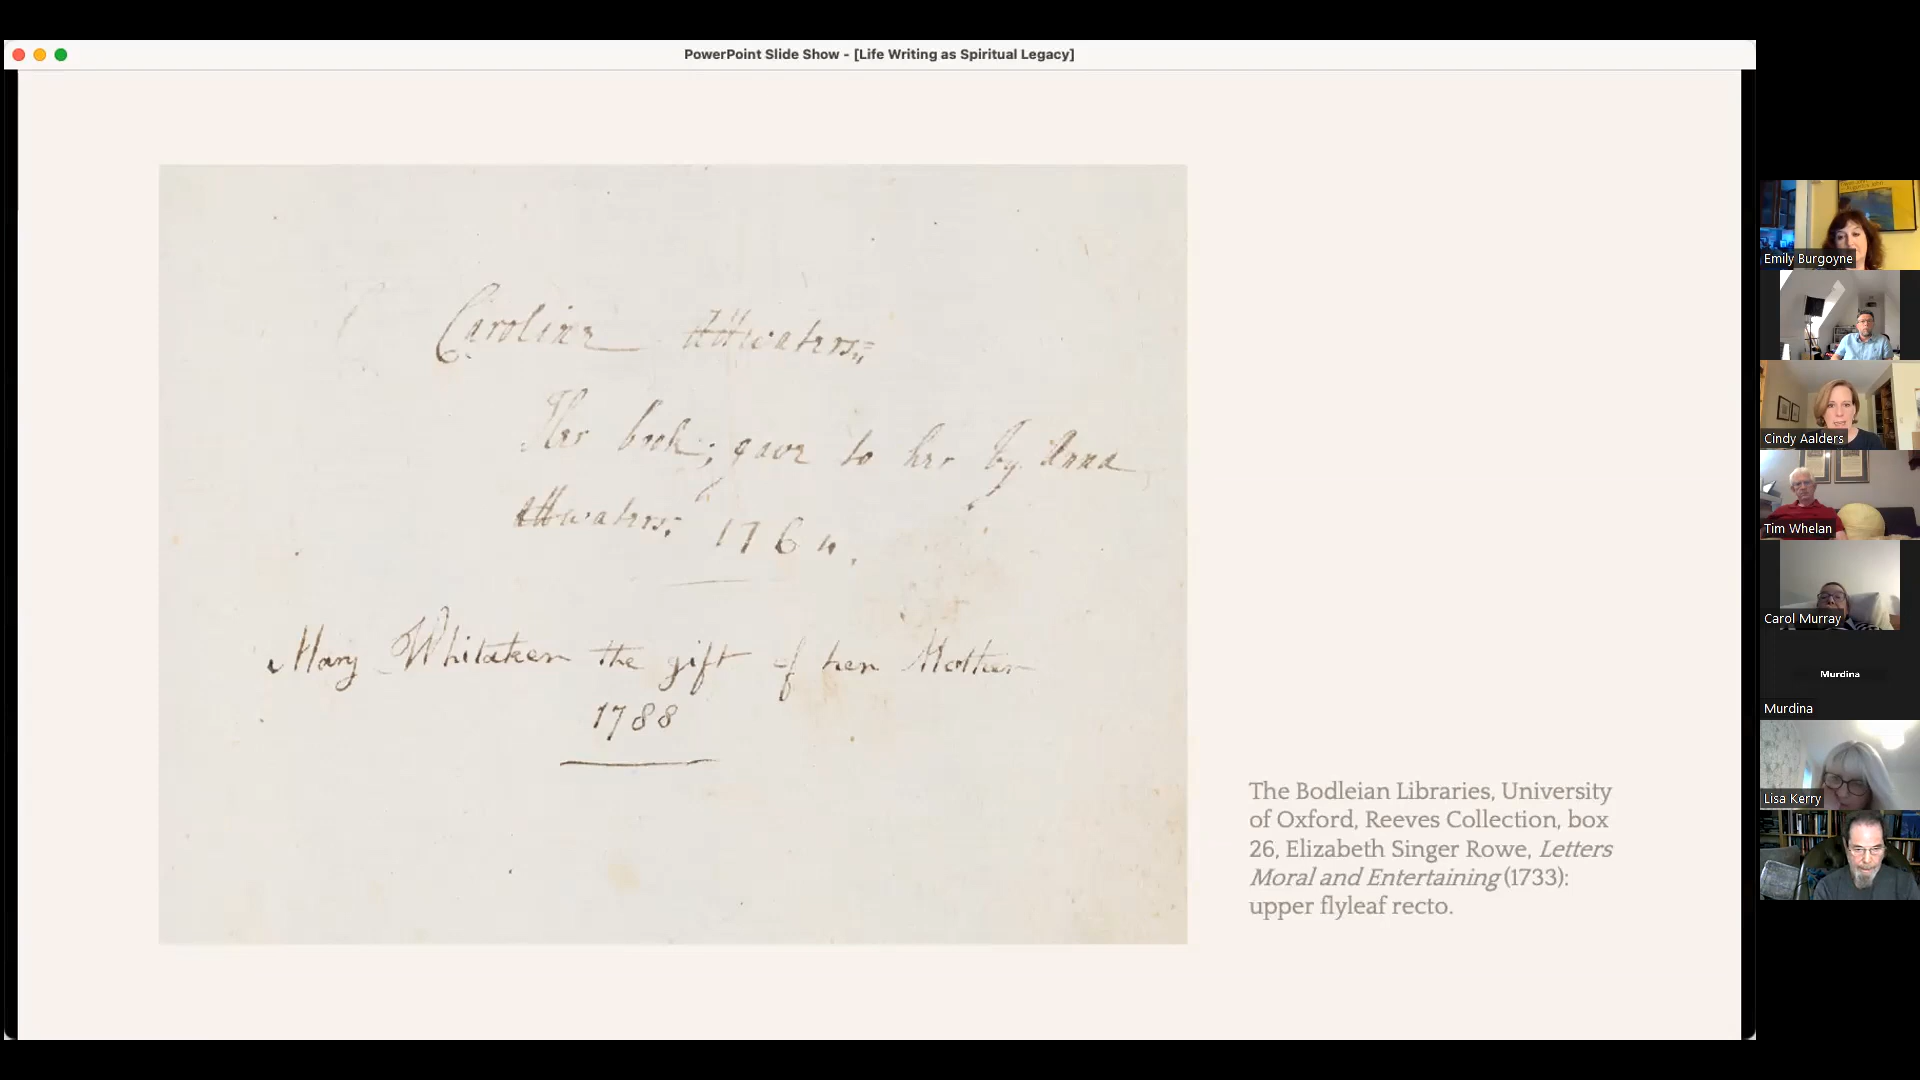 PowerPoint Slide Show - [Life Writing as Spiritual Legacy]
Caroline Attwaters
Her book; gave to her by Anna
Attwaters; 1764.
Mary Whitaker the gift of her Mother
1788
The Bodleian Libraries, University
of Oxford, Reeves Collection, box
26, Elizabeth Singer Rowe, Letters
Moral and Entertaining (1733):
upper flyleaf recto.
Emily Burgoyne
Cindy Aalders
Tim Whelan
Carol Murray
Murdina
Murdina
Lisa Kerry